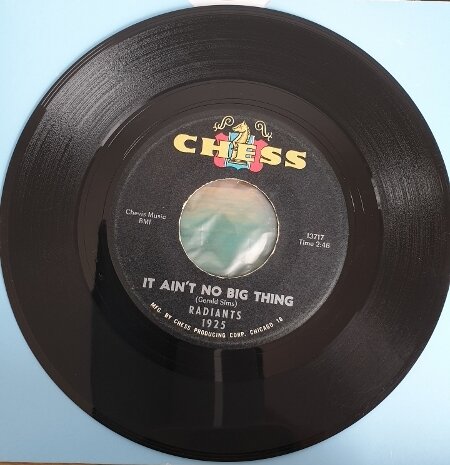 CHESS
Chevis Music
BMI
13717
Time 2:46
IT AIN'T NO BIG THING
(Gerald Sims)
RADIANTS
1925
MFG. BY CHESS PRODUCING CORP. CHICAGO 16